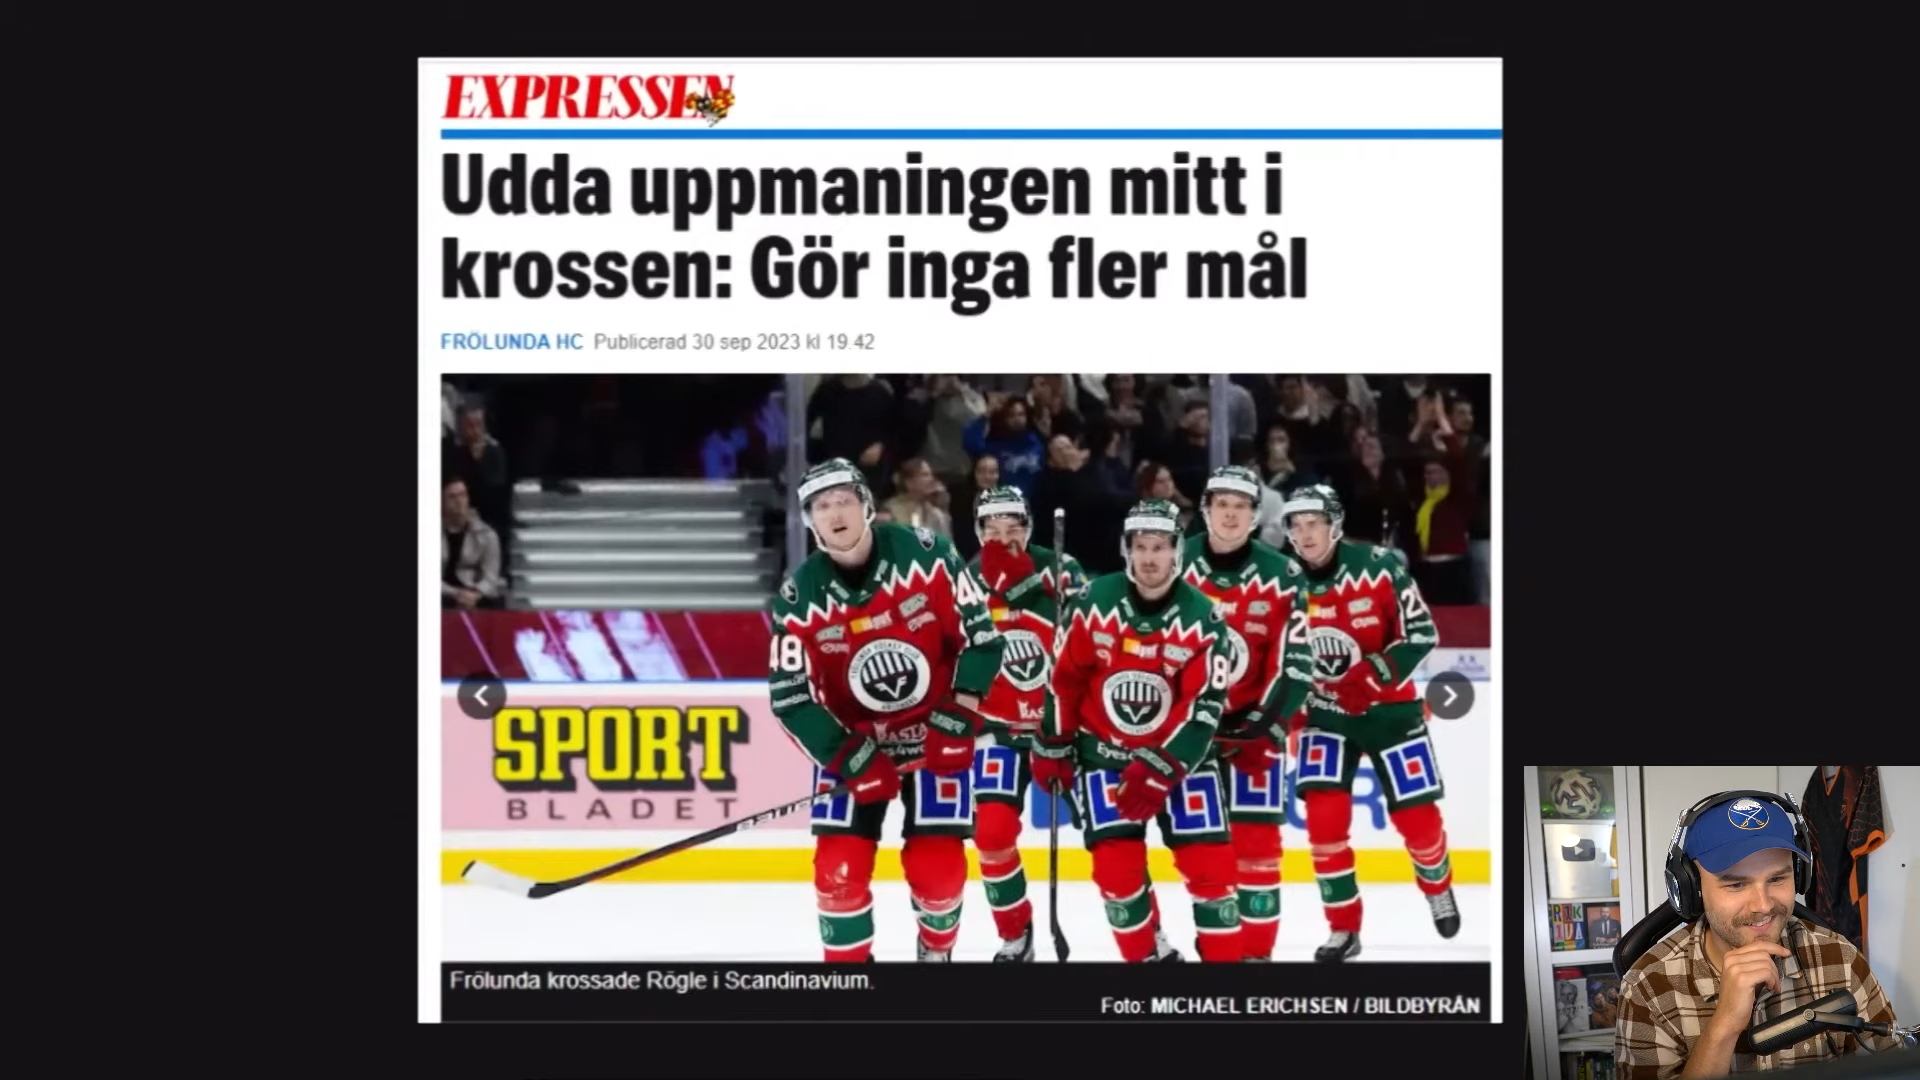 EXPRESSEN
Udda uppmaningen mitt i
krossen: Gör inga fler mål
FRÖLUNDA HC Publicerad 30 sep 2023 kl 19.42
48
SPORT
BLADET
Frölunda krossade Rögle i Scandinavium.
Foto: MICHAEL ERICHSEN / BILDBYRÅN